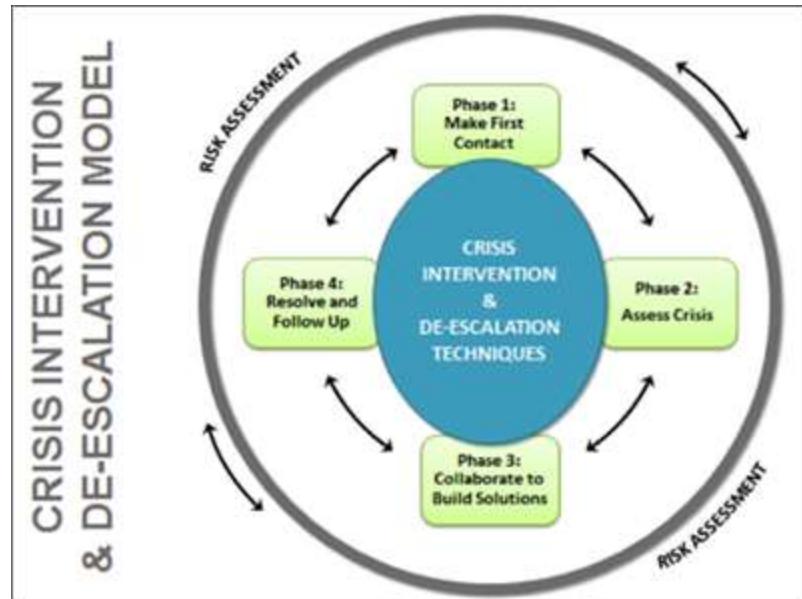 CRISIS INTERVENTION
& DE-ESCALATION MODEL
RISK ASSESSMENT
Phase 1:
Make First
Contact
CRISIS
INTERVENTION
&
DE-ESCALATION
TECHNIQUES
Phase 4:
Resolve and
Follow Up
Phase 2:
Assess Crisis
Phase 3:
Collaborate to
Build Solutions
RISK ASSESSMENT